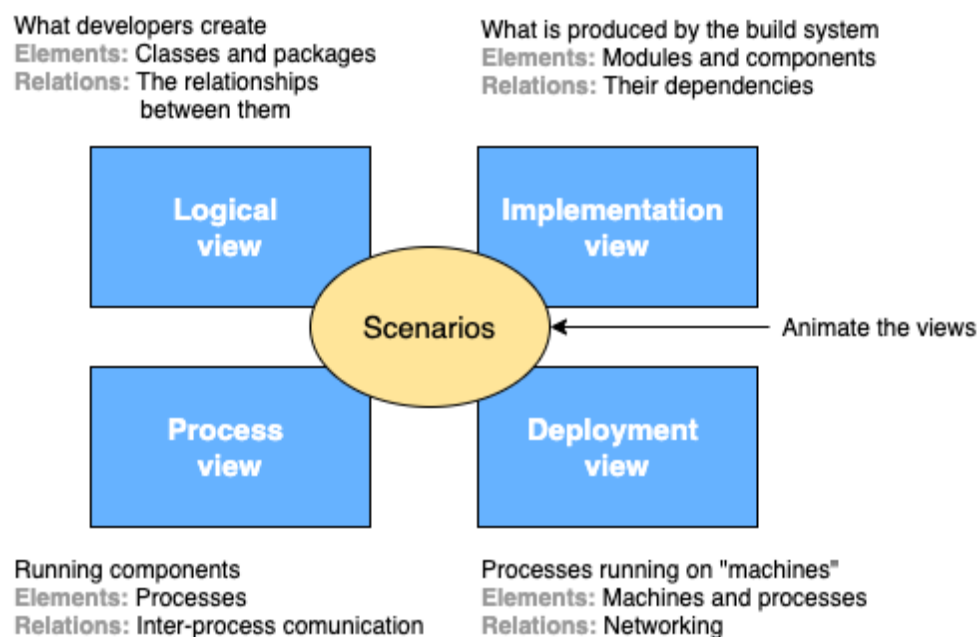 What developers create
Elements: Classes and packages
Relations: The relationships
between them
What is produced by the build system
Elements: Modules and components
Relations: Their dependencies
Logical
view
Implementation
view
Scenarios
Animate the views
Process
view
Deployment
view
Running components
Elements: Processes
Relations: Inter-process comunication
Processes running on "machines"
Elements: Machines and processes
Relations: Networking